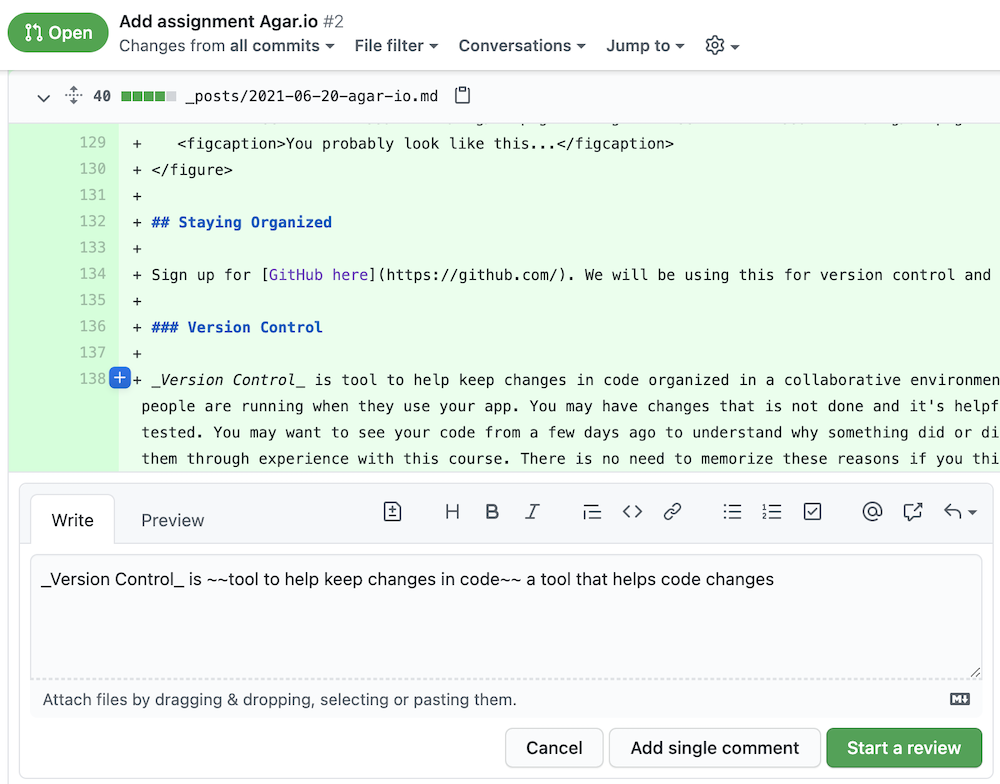 Open
Add assignment Agar.io #2
Changes from all commits File filter Conversations Jump to
40 _posts/2021-06-20-agar-io.md
129 + <figcaption>You probably look like this...</figcaption>
130 + </figure>
131 +
132 + ## Staying Organized
133 +
134 + Sign up for [GitHub here](https://github.com/). We will be using this for version control and
135 +
136 + ### Version Control
137 +
138 + _Version Control_ is tool to help keep changes in code organized in a collaborative environmen
people are running when they use your app. You may have changes that is not done and it's helpf
tested. You may want to see your code from a few days ago to understand why something did or di
them through experience with this course. There is no need to memorize these reasons if you thi
Write Preview
_Version Control_ is ~~tool to help keep changes in code~~ a tool that helps code changes
Attach files by dragging & dropping, selecting or pasting them.
Cancel Add single comment Start a review